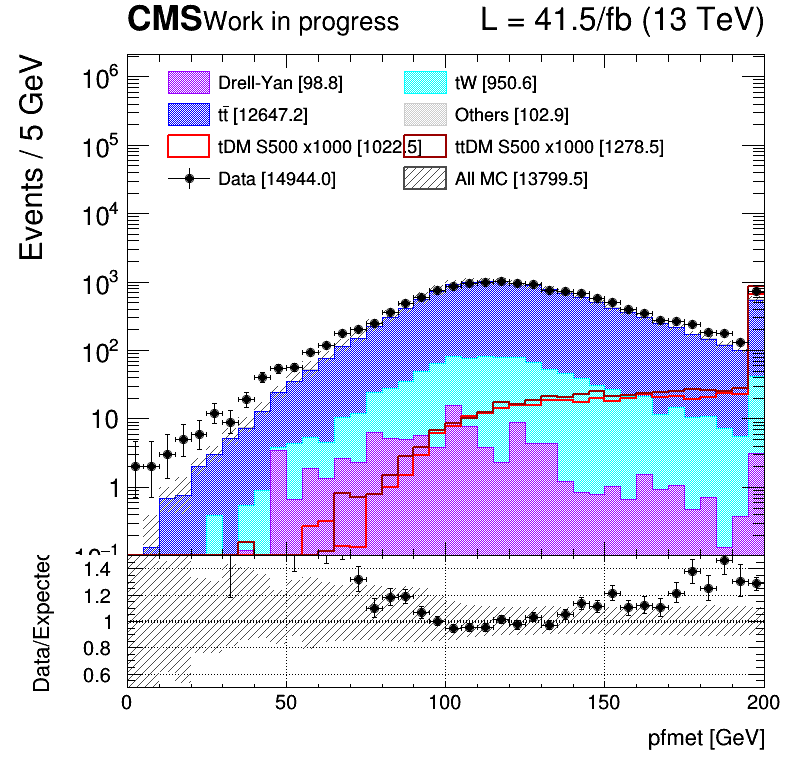 CMS Work in progress L = 41.5/fb (13 TeV)
Events / 5 GeV
Drell-Yan [98.8] tW [950.6]
tt̄ [12647.2] Others [102.9]
tDM S500 x1000 [1022.5] ttDM S500 x1000 [1278.5]
Data [14944.0] All MC [13799.5]
10⁶
10⁵
10⁴
10³
10²
10
1
10⁻¹
Data/Expected
1.4
1.2
1
0.8
0.6
0 50 100 150 200
pfmet [GeV]